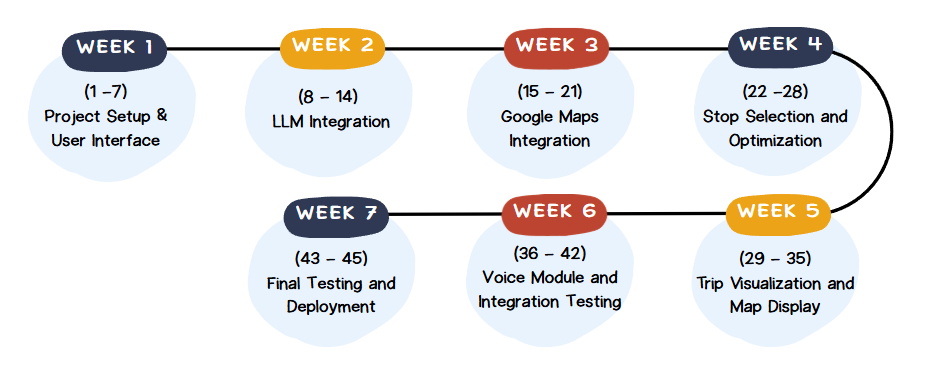 WEEK 1
(1 –7)
Project Setup &
User Interface
WEEK 2
(8 – 14)
LLM Integration
WEEK 3
(15 – 21)
Google Maps
Integration
WEEK 4
(22 –28)
Stop Selection and
Optimization
WEEK 5
(29 – 35)
Trip Visualization and
Map Display
WEEK 6
(36 – 42)
Voice Module and
Integration Testing
WEEK 7
(43 – 45)
Final Testing and
Deployment